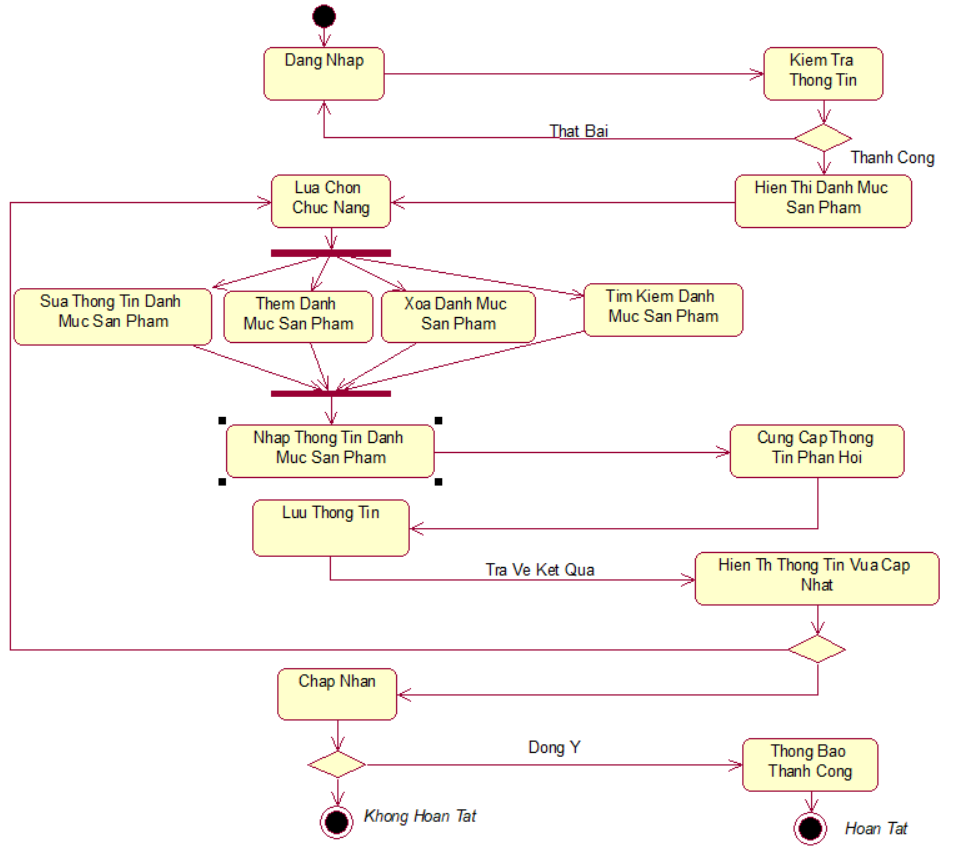 Dang Nhap
Kiem Tra
Thong Tin
That Bai
Thanh Cong
Lua Chon
Chuc Nang
Hien Thi Danh Muc
San Pham
Sua Thong Tin Danh
Muc San Pham
Them Danh
Muc San Pham
Xoa Danh Muc
San Pham
Tim Kiem Danh
Muc San Pham
Nhap Thong Tin Danh
Muc San Pham
Cung Cap Thong
Tin Phan Hoi
Luu Thong Tin
Tra Ve Ket Qua
Hien Th Thong Tin Vua Cap
Nhat
Chap Nhan
Dong Y
Thong Bao
Thanh Cong
Khong Hoan Tat
Hoan Tat